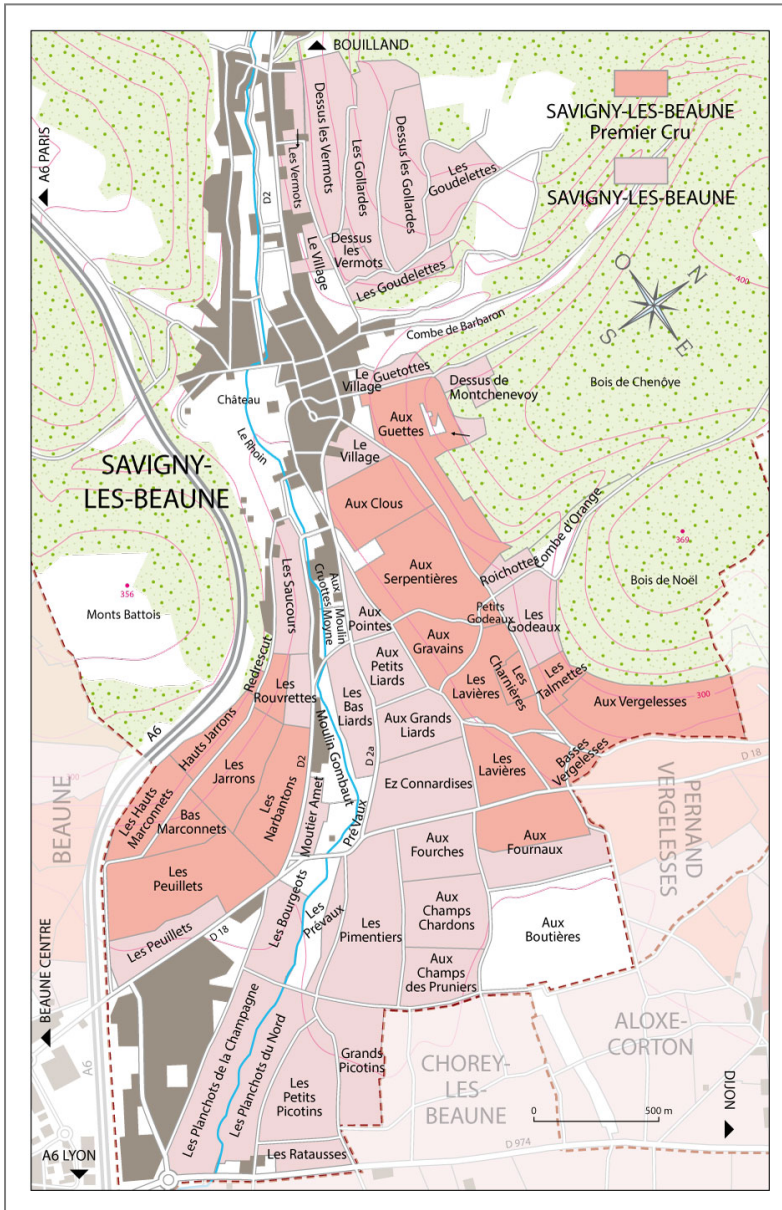 BOUILLAND
A6 PARIS
D2
Les Vermots
Dessus les Vermots
Les Gollardes
Dessus les Gollardes
Les
Goudelettes
SAVIGNY-LES-BEAUNE
Premier Cru
SAVIGNY-LES-BEAUNE
Le Village
Dessus
les
Vermots
Les Goudelettes
O
N
S
E
400
Combe de Barbaron
Le
Village
Guetottes
Dessus de
Montchenevoy
Bois de Chenôye
Château
Aux
Guettes
Le Rhoin
Le
Village
SAVIGNY-
LES-BEAUNE
Aux Clous
Combe d'Orange
369
Bois de Noël
Les Saucours
Aux
Cruottes
Moyne
Moulin
Aux
Serpentières
Roichottes
356
Monts Battois
Aux
Pointes
Petits
Godeaux
Les
Godeaux
Redrescut
Aux
Gravains
Aux
Petits
Liards
Les
Charnières
Les
Talmettes
Les
Rouvrettes
Les
Bas
Liards
Les
Lavières
Aux Vergelesses
300
A6
Hauts Jarrons
Aux Grands
Liards
Moulin Gombaut
Basses
Vergelesses
D 18
Les
Jarrons
D2
D 2a
Les
Lavières
Les Hauts
Marconnets
Bas
Marconnets
Les
Narbantons
Ez Connardises
PERNAND
VERGELESSES
BEAUNE
Moutier Amet
Prévaux
Aux
Fourches
Aux
Fournaux
Les
Peuillets
Les Bourgeots
Les
Prévaux
Les
Pimentiers
Aux
Champs
Chardons
Aux
Boutières
Les Peuillets
D 18
Aux
Champs
des Pruniers
BEAUNE CENTRE
Les Planchots de la Champagne
Les Planchots du Nord
Grands
Picotins
ALOXE-
CORTON
CHOREY-
LES-
BEAUNE
A6
Les
Petits
Picotins
0
500 m
DIJON
D 974
A6 LYON
Les Ratausses